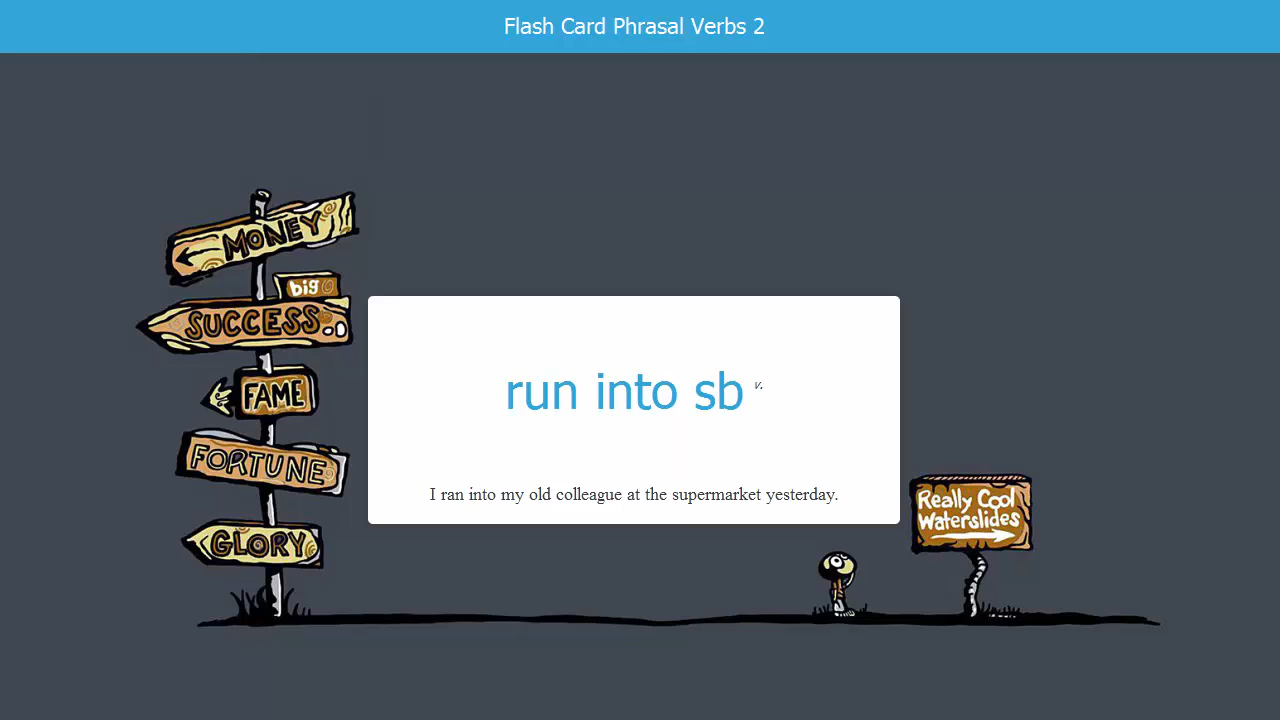 Flash Card Phrasal Verbs 2
MONEY
big
SUCCESS
FAME
FORTUNE
GLORY
run into sb v.
I ran into my old colleague at the supermarket yesterday.
Really Cool
Waterslides